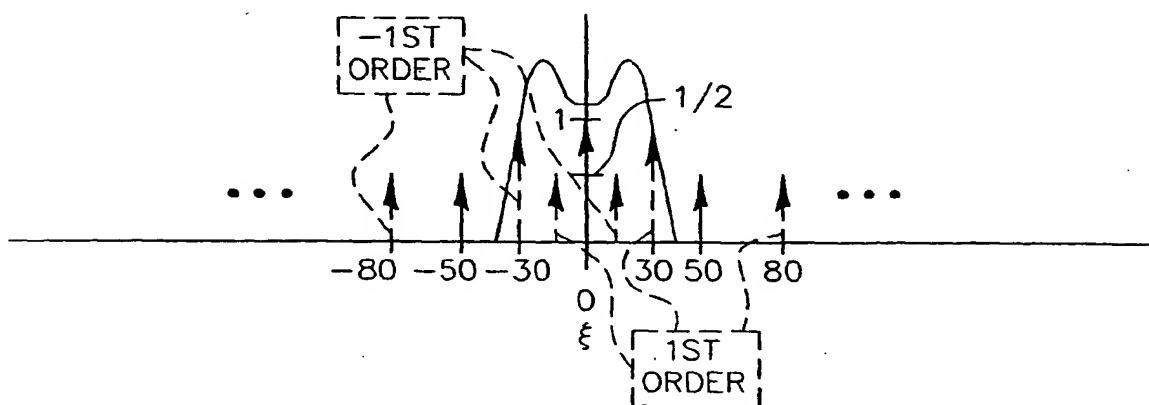 −1ST
ORDER
1
1/2
• • •
• • •
−80 −50 −30 30 50 80
0
ξ
1ST
ORDER